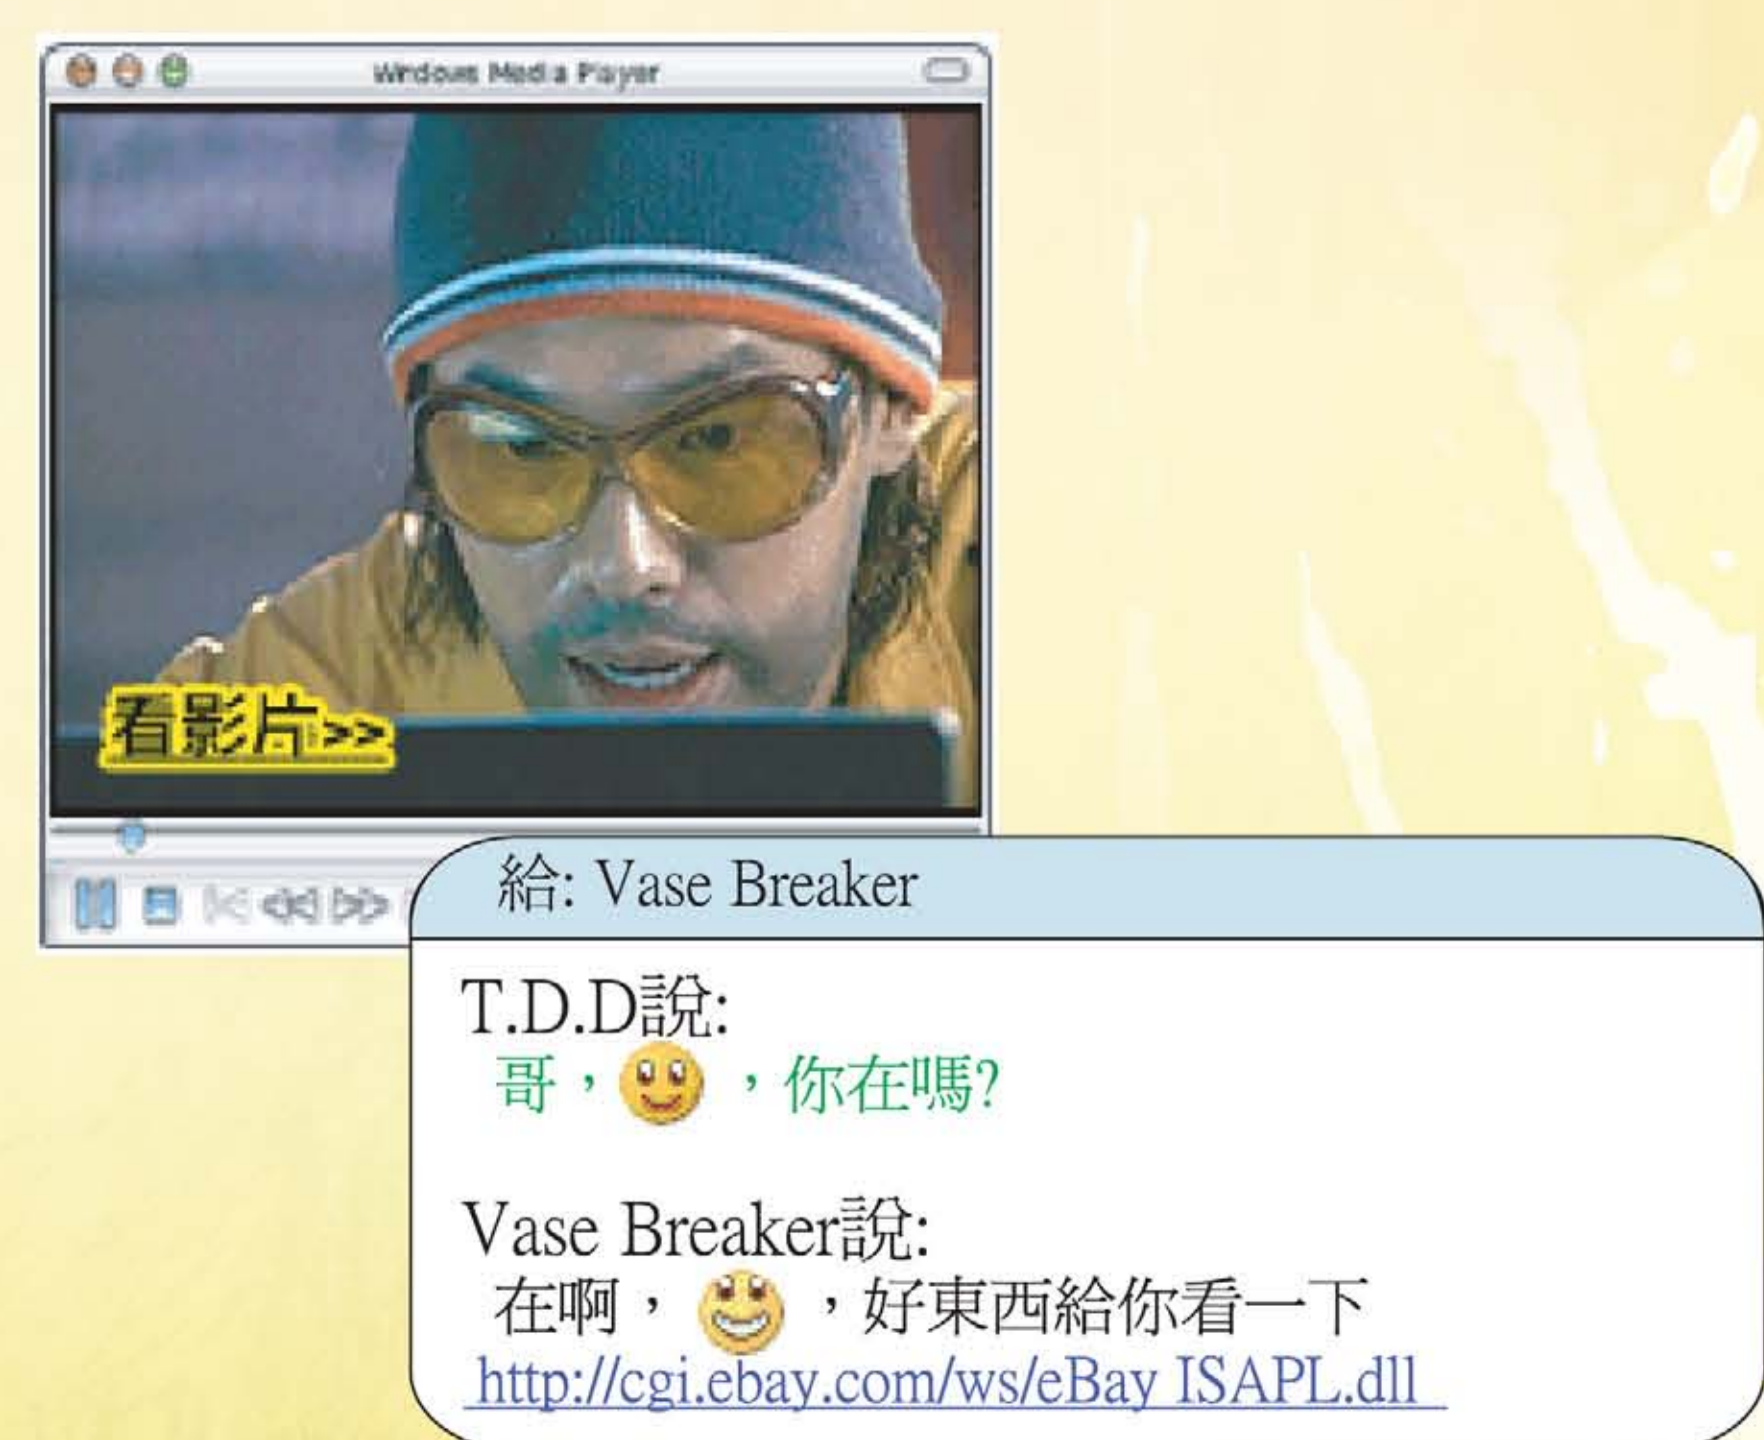 Windows Media Player
看影片>>
給: Vase Breaker
T.D.D說:
哥，，你在嗎?
Vase Breaker說:
在啊，，好東西給你看一下
http://cgi.ebay.com/ws/eBay ISAPL.dll